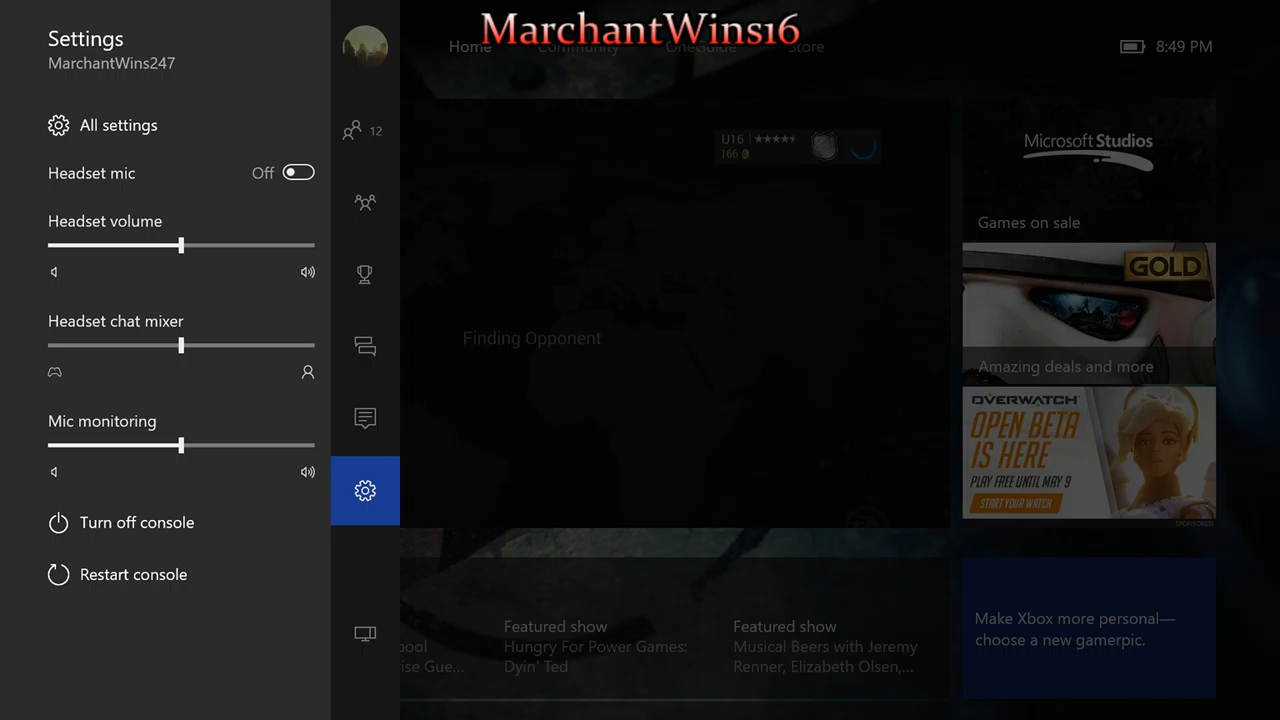 MarchantWins16
Settings
MarchantWins247
All settings
Headset mic
Off
Headset volume
Headset chat mixer
Mic monitoring
Turn off console
Restart console
12
Home
Community
OneGuide
Store
8:49 PM
U16
166
Finding Opponent
Microsoft Studios
Games on sale
GOLD
Amazing deals and more
OVERWATCH
OPEN BETA
IS HERE
PLAY FREE UNTIL MAY 9
START YOUR WATCH
SPONSORED
Featured show
Hungry For Power Games:
Dyin' Ted
Featured show
Musical Beers with Jeremy
Renner, Elizabeth Olsen,...
Make Xbox more personal—
choose a new gamerpic.